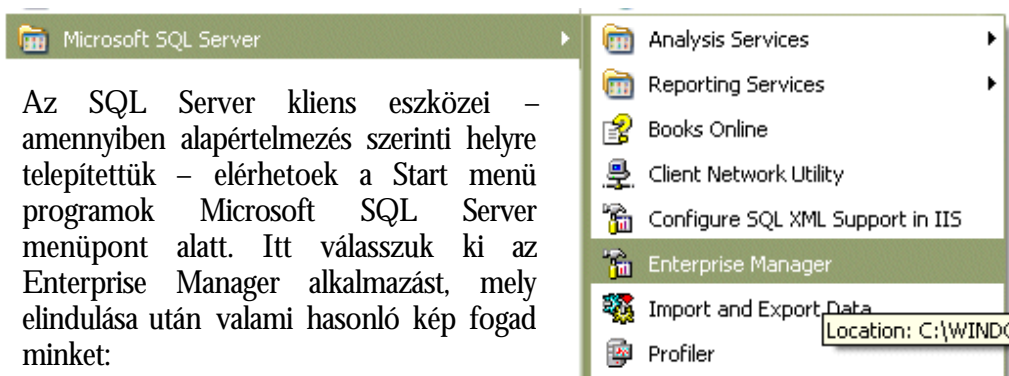 Microsoft SQL Server
Az SQL Server kliens eszközei –
amennyiben alapértelmezés szerinti helyre
telepítettük – elérhetoek a Start menü
programok Microsoft SQL Server
menüpont alatt. Itt válasszuk ki az
Enterprise Manager alkalmazást, mely
elindulása után valami hasonló kép fogad
minket:
Analysis Services
Reporting Services
Books Online
Client Network Utility
Configure SQL XML Support in IIS
Enterprise Manager
Import and Export Data
Location: C:\WIND
Profiler